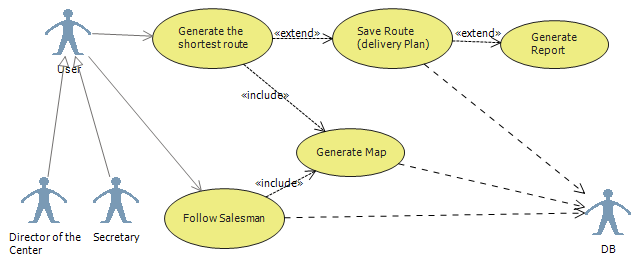 Generate the
shortest route
«extend»
Save Route
(delivery Plan)
«extend»
Generate
Report
User
«include»
Generate Map
«include»
Follow Salesman
Director of the
Center
Secretary
DB